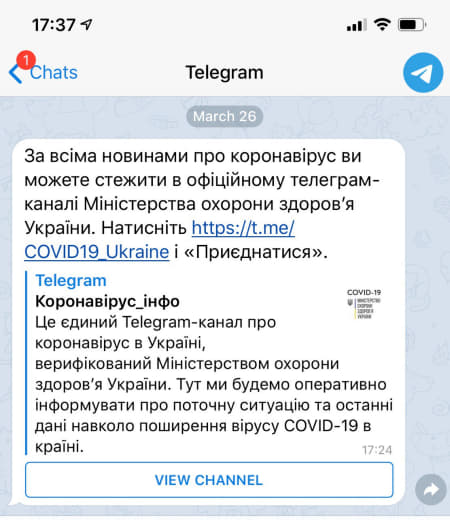 17:37
1
Chats
Telegram
March 26
За всіма новинами про коронавірус ви
можете стежити в офіційному телеграм-
каналі Міністерства охорони здоров’я
України. Натисніть https://t.me/
COVID19_Ukraine і «Приєднатися».
Telegram
Коронавірус_інфо
COVID-19
МІНІСТЕРСТВО
ОХОРОНИ
ЗДОРОВ'Я
УКРАЇНИ
Це єдиний Telegram-канал про
коронавірус в Україні,
верифікований Міністерством охорони
здоров’я України. Тут ми будемо оперативно
інформувати про поточну ситуацію та останні
дані навколо поширення вірусу COVID-19 в
країні.
17:24
VIEW CHANNEL